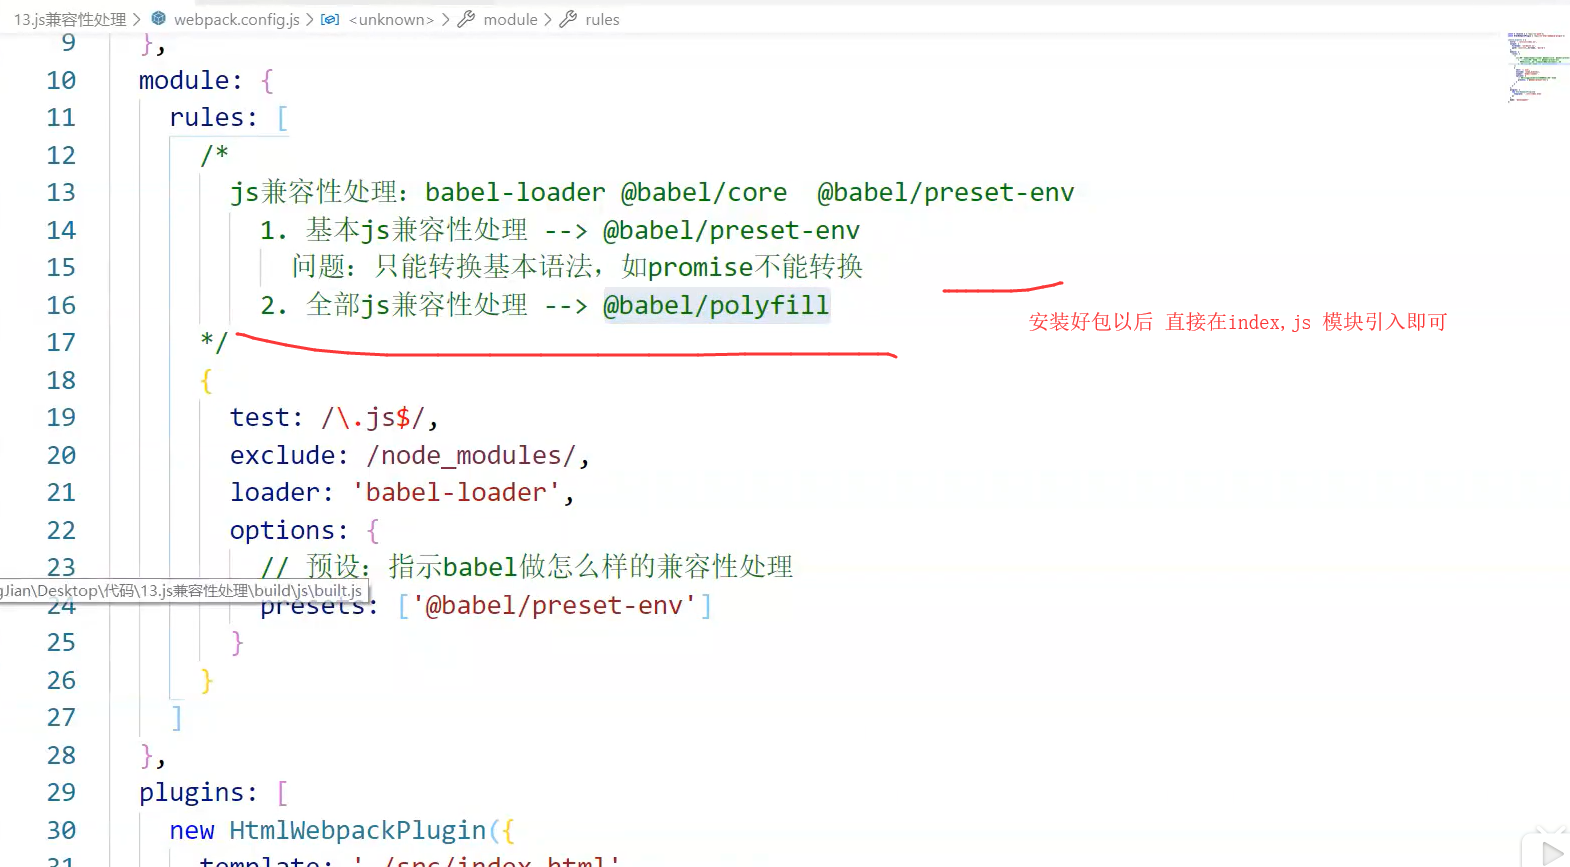 13.js兼容性处理 > webpack.config.js > <unknown> > module > rules
9 },
10 module: {
11 rules: [
12 /*
13 js兼容性处理：babel-loader @babel/core @babel/preset-env
14 1. 基本js兼容性处理 --> @babel/preset-env
15 问题：只能转换基本语法，如promise不能转换
16 2. 全部js兼容性处理 --> @babel/polyfill
安装好包以后 直接在index,js 模块引入即可
17 */
18 {
19 test: /\.js$/,
20 exclude: /node_modules/,
21 loader: 'babel-loader',
22 options: {
23 // 预设：指示babel做怎么样的兼容性处理
gJian\Desktop\代码\13.js兼容性处理\build\js\built.js
24 presets: ['@babel/preset-env']
25 }
26 }
27 ]
28 },
29 plugins: [
30 new HtmlWebpackPlugin({
31 template: './src/index.html'